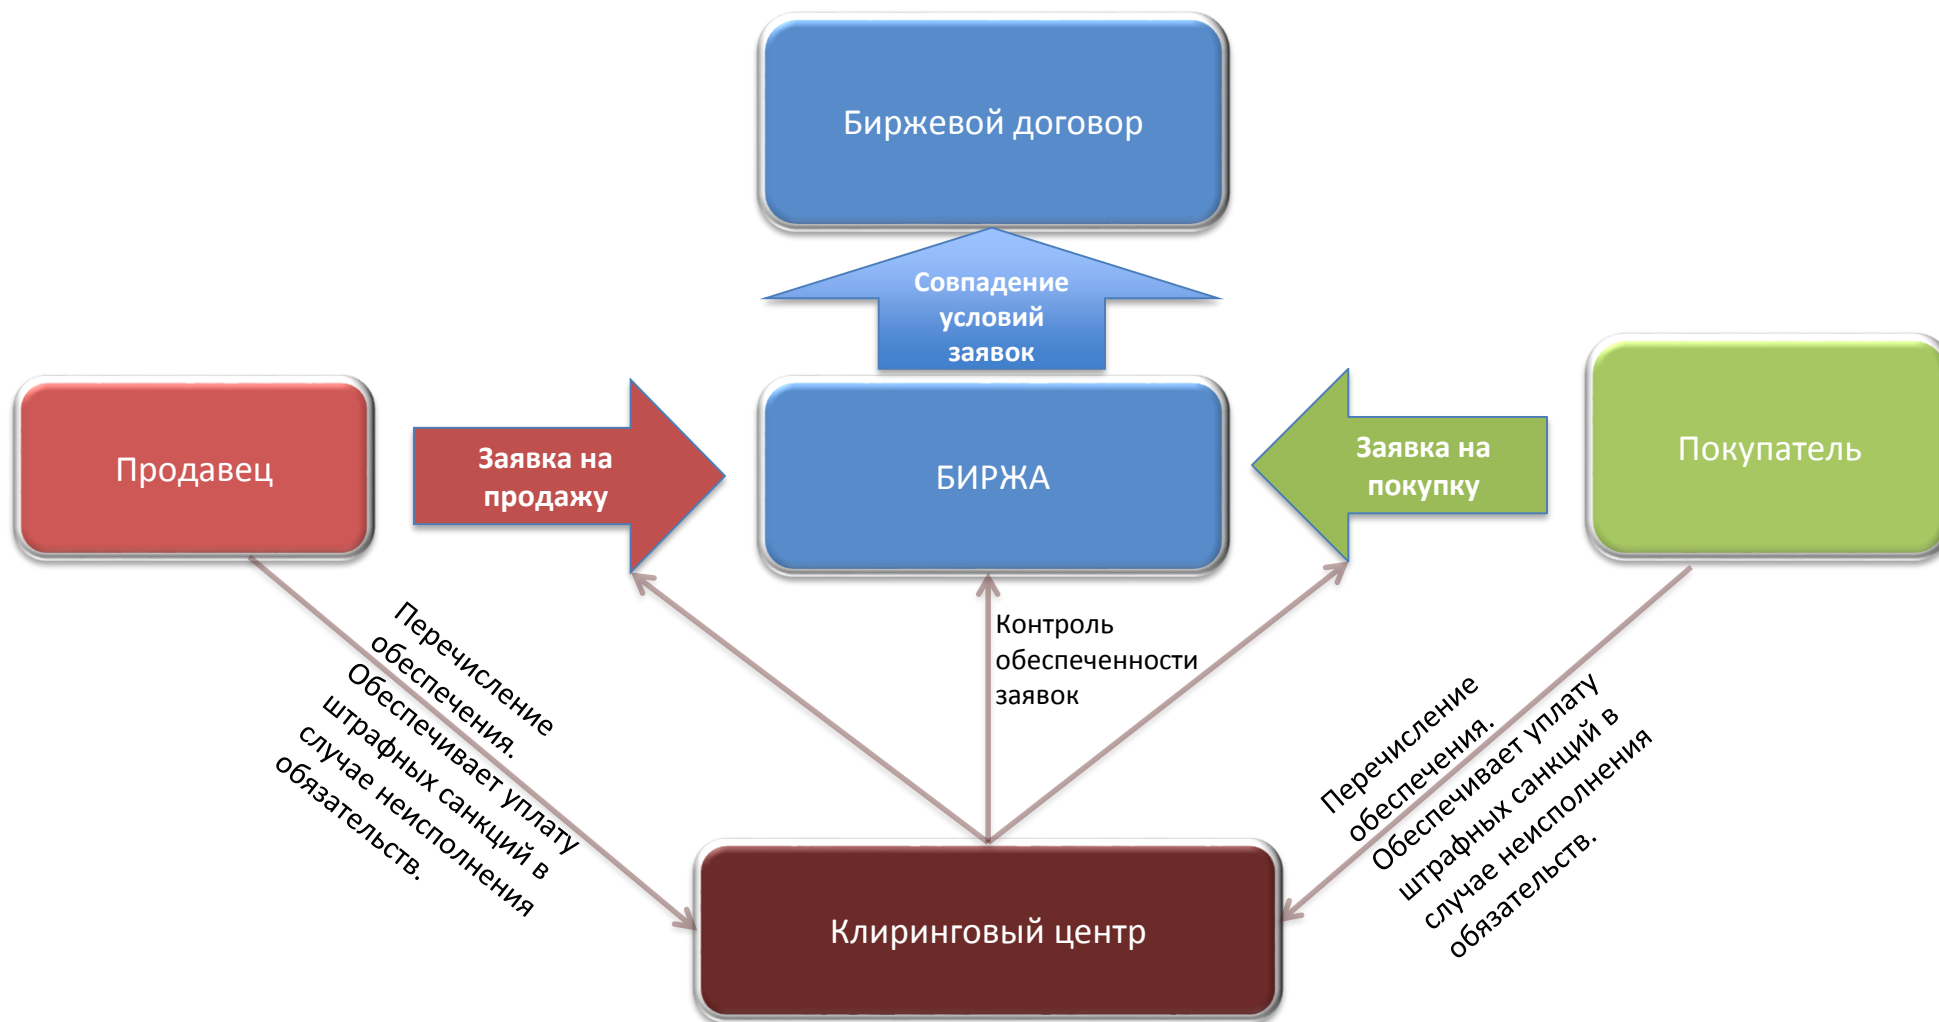 Биржевой договор
Совпадение
условий
заявок
Продавец
Заявка на
продажу
БИРЖА
Заявка на
покупку
Покупатель
Перечисление
обеспечения.
Обеспечивает уплату
штрафных санкций в
случае неисполнения
обязательств.
Контроль
обеспеченности
заявок
Перечисление
обеспечения.
Обеспечивает уплату
штрафных санкций в
случае неисполнения
обязательств.
Клиринговый центр